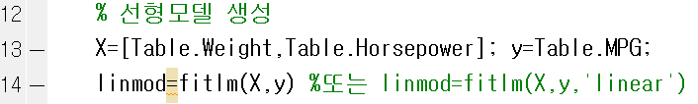 12 % 선형모델 생성
13 – X=[Table.Weight,Table.Horsepower]; y=Table.MPG;
14 – linmod=fitlm(X,y) %또는 linmod=fitlm(X,y,'linear')